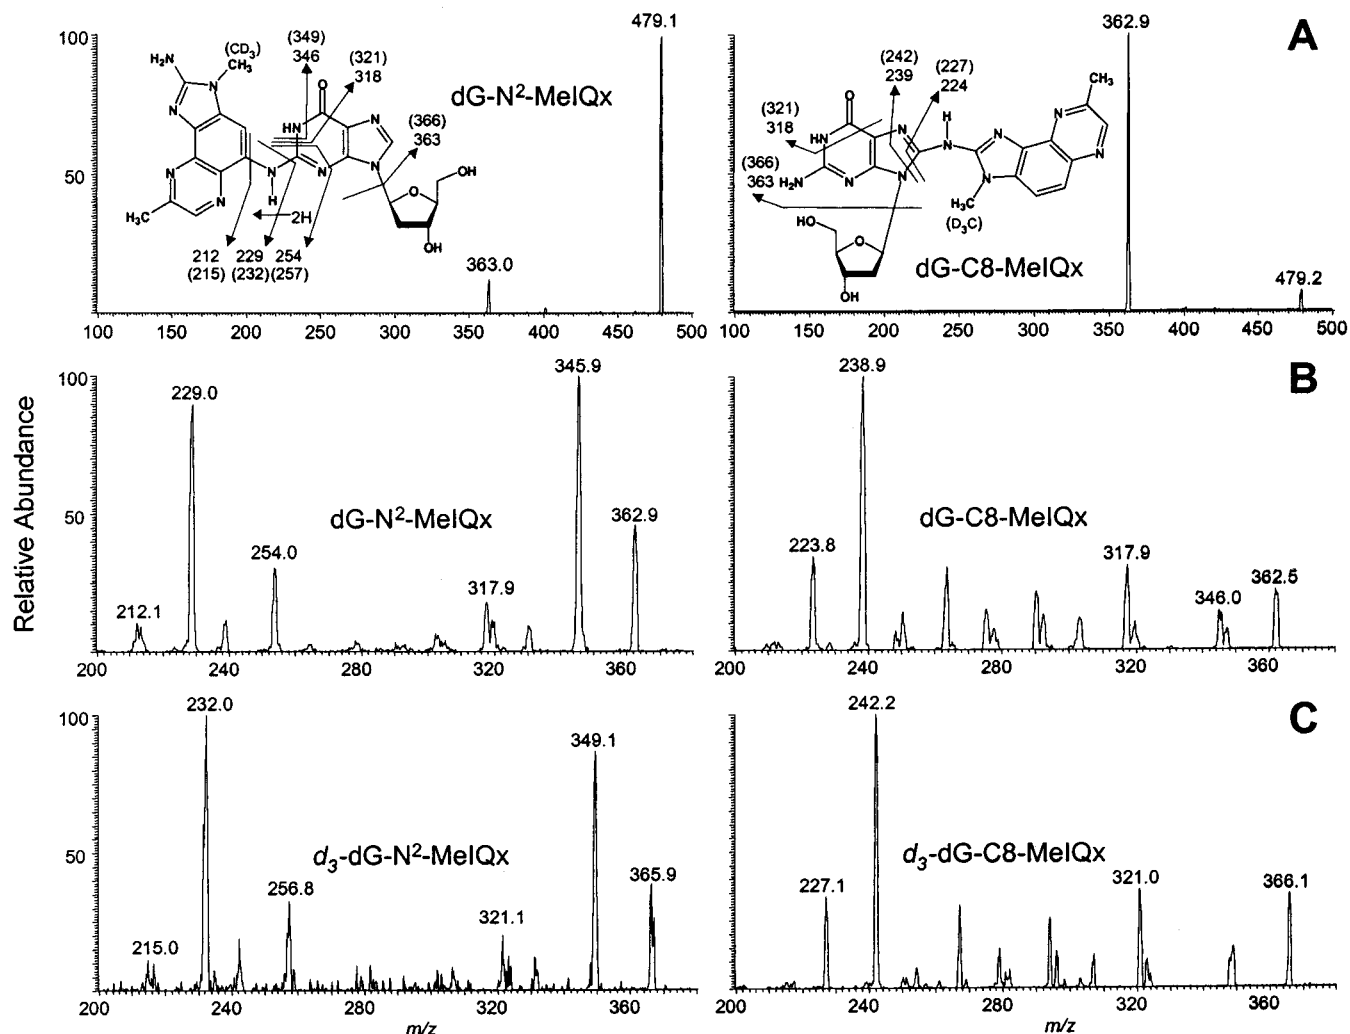 A
479.1
100
50
(CD₃)
CH₃
H₂N
N
N
N
N
H₃C
N
H
HN
O
N
N
N
O
OH
OH
(349)
346
(321)
318
(366)
363
dG-N²-MeIQx
2H
212
(215)
229
(232)
254
(257)
363.0
100 150 200 250 300 350 400 450 500
362.9
(242)
239
(227)
224
(321)
318
(366)
363
O
HN
H₂N
N
N
N
H
N
N
N
H₃C
(D₃C)
CH₃
N
N
HO
O
OH
dG-C8-MeIQx
479.2
100 150 200 250 300 350 400 450 500
B
Relative Abundance
100
50
229.0
345.9
dG-N²-MeIQx
362.9
254.0
317.9
212.1
200 240 280 320 360
238.9
dG-C8-MeIQx
223.8
317.9
346.0
362.5
200 240 280 320 360
C
100
50
232.0
349.1
d₃-dG-N²-MeIQx
256.8
365.9
321.1
215.0
200 240 280 320 360
m/z
242.2
d₃-dG-C8-MeIQx
227.1
321.0
366.1
200 240 280 320 360
m/z